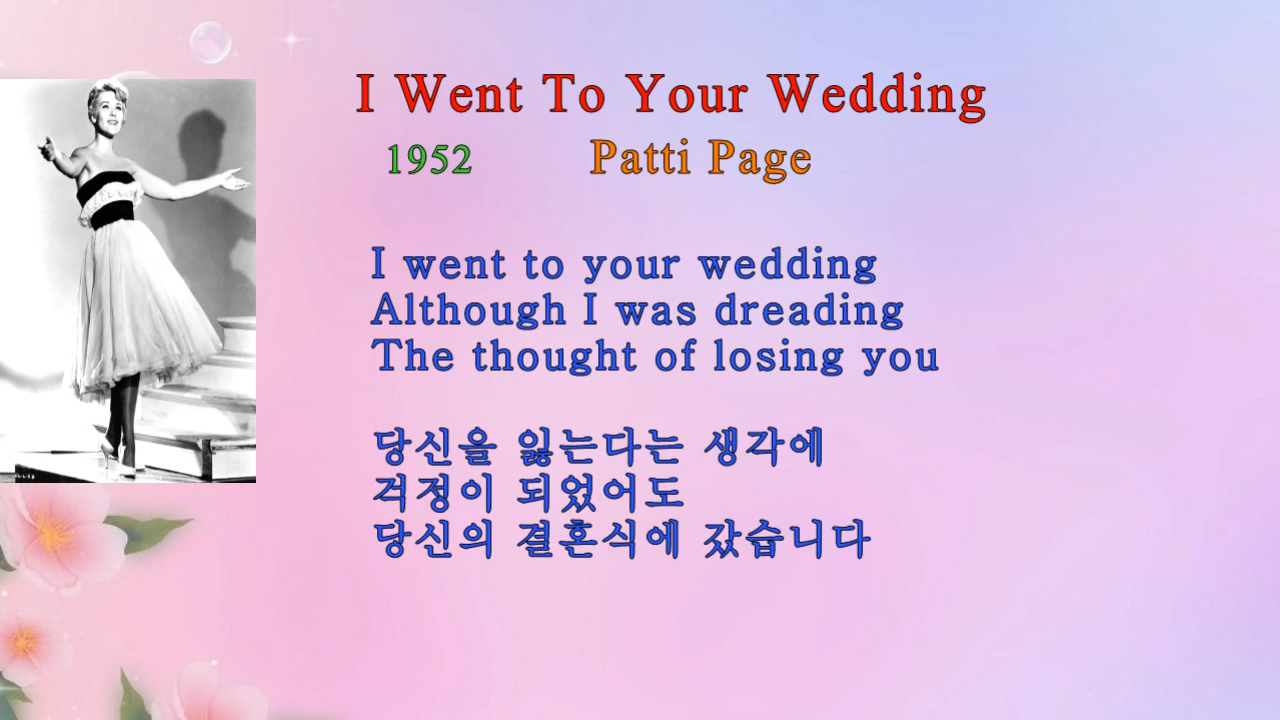 I Went To Your Wedding
1952 Patti Page
I went to your wedding
Although I was dreading
The thought of losing you
당신을 잃는다는 생각에
걱정이 되었어도
당신의 결혼식에 갔습니다